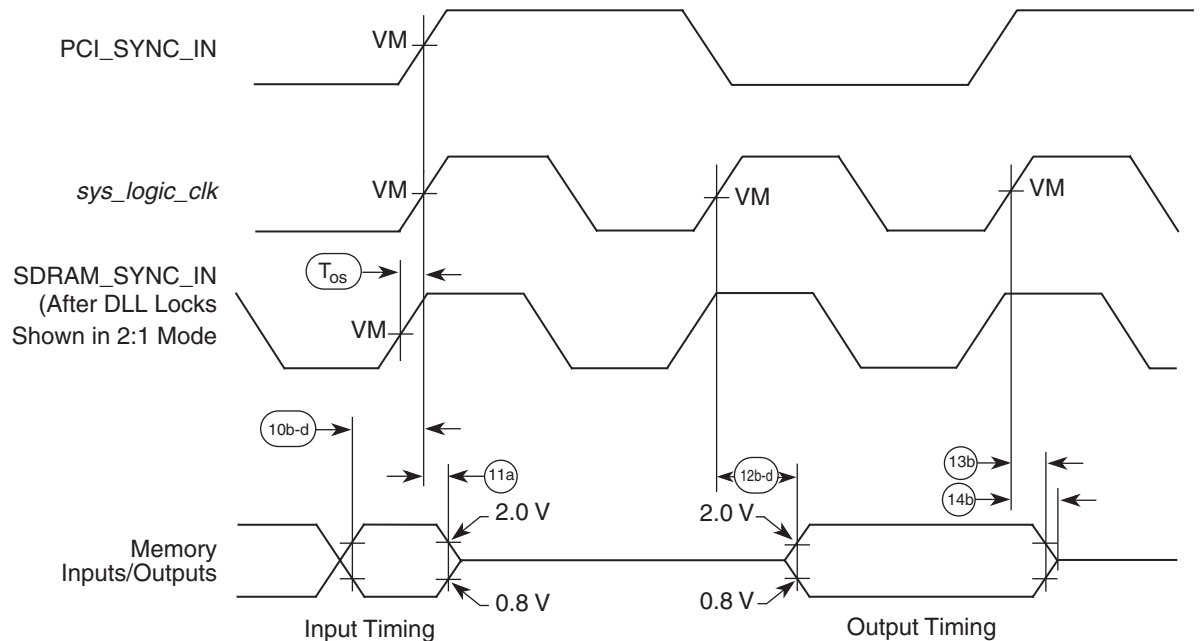 PCI_SYNC_IN
VM
sys_logic_clk
VM
VM
VM
Tos
SDRAM_SYNC_IN
(After DLL Locks
Shown in 2:1 Mode
VM
10b-d
11a
12b-d
13b
14b
2.0 V
2.0 V
Memory
Inputs/Outputs
0.8 V
0.8 V
Input Timing
Output Timing